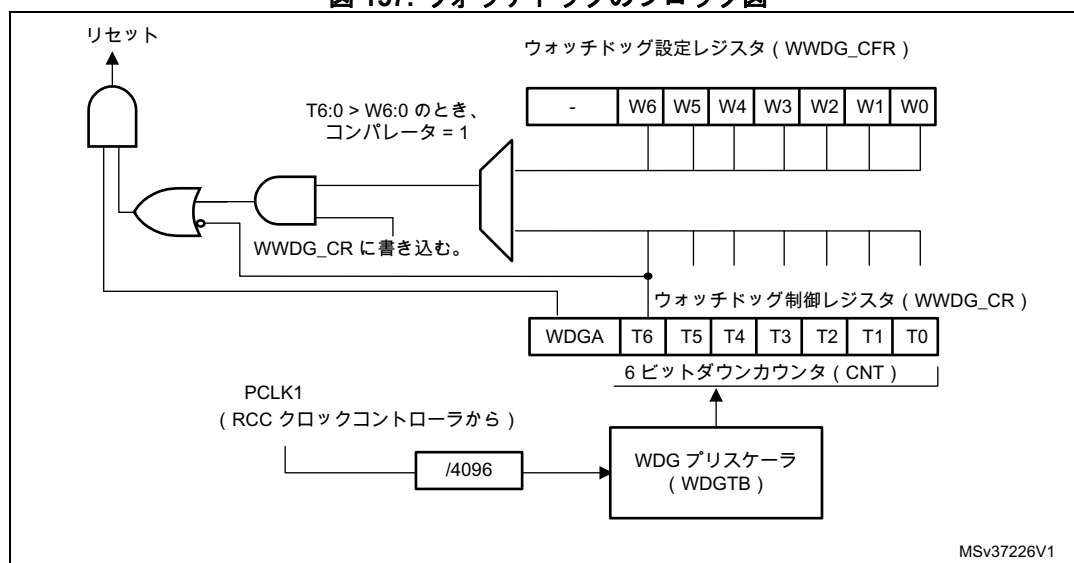 図 157. ウォッチドッグのブロック図
リセット
ウォッチドッグ設定レジスタ ( WWDG_CFR )
T6:0 > W6:0 のとき、
コンパレータ = 1
- W6 W5 W4 W3 W2 W1 W0
WWDG_CR に書き込む。
ウォッチドッグ制御レジスタ ( WWDG_CR )
WDGA T6 T5 T4 T3 T2 T1 T0
6 ビットダウンカウンタ ( CNT )
PCLK1
( RCC クロックコントローラから )
/4096
WDG プリスケーラ
( WDGTB )
MSv37226V1